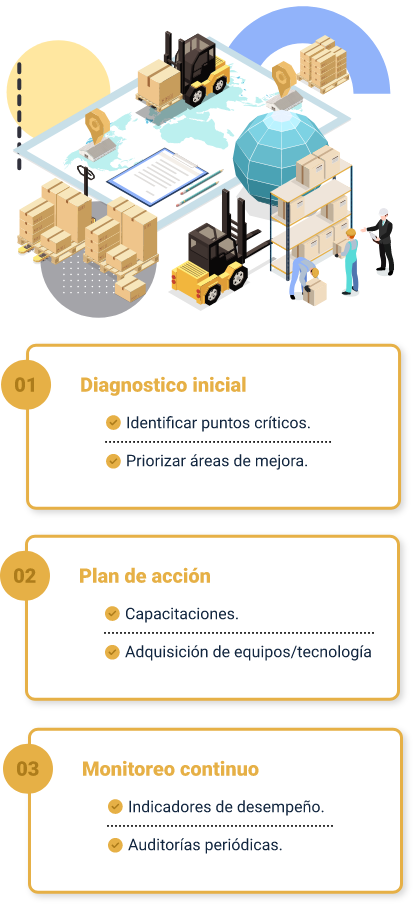 01
Diagnostico inicial
Identificar puntos críticos.
Priorizar áreas de mejora.
02
Plan de acción
Capacitaciones.
Adquisición de equipos/tecnología
03
Monitoreo continuo
Indicadores de desempeño.
Auditorías periódicas.